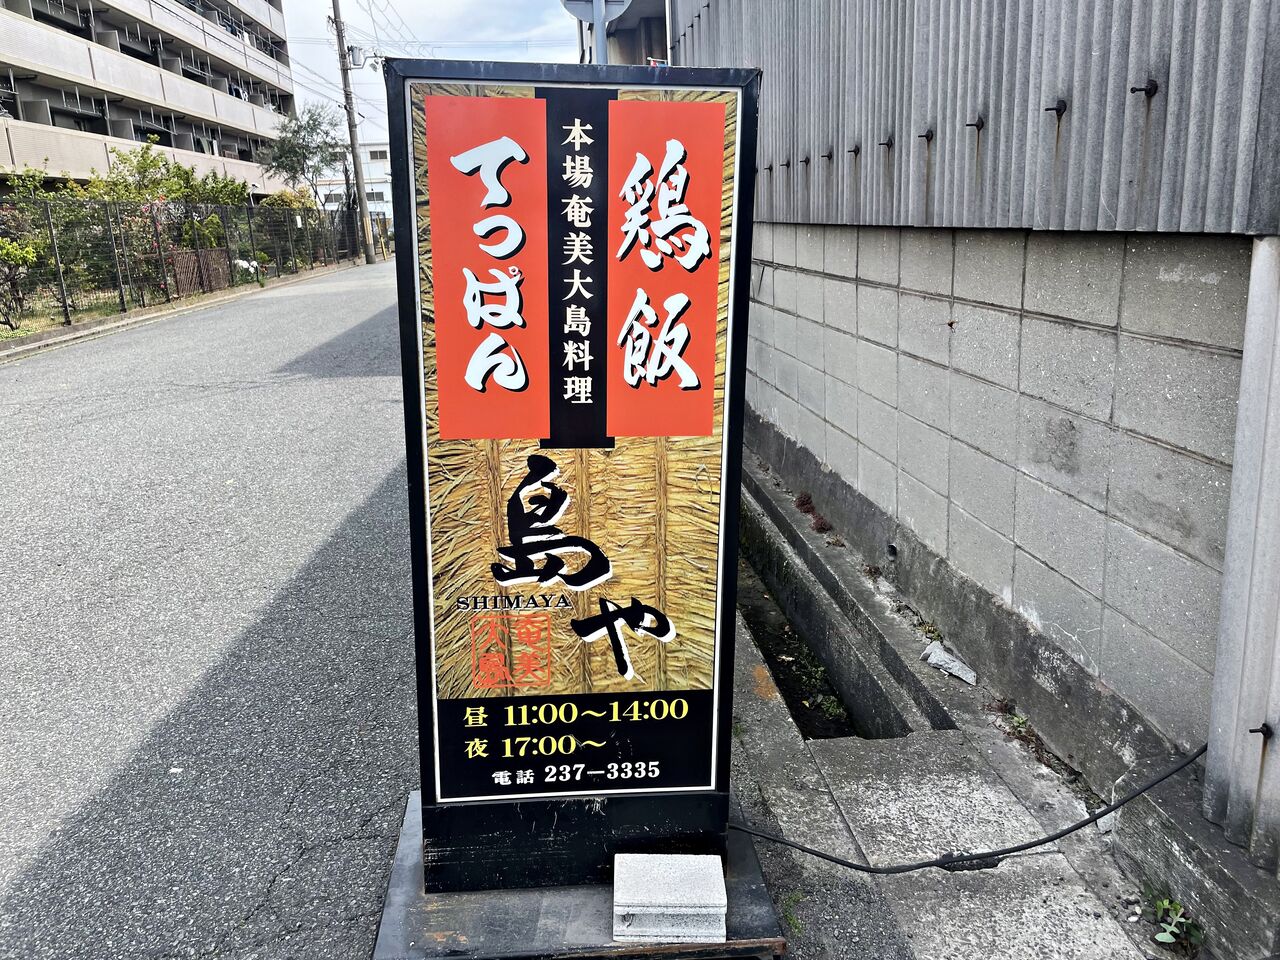 鶏飯
本場奄美大島料理
てっぱん
島や
SHIMAYA
奄美
大島
昼 11:00〜14:00
夜 17:00〜
電話 237-3335